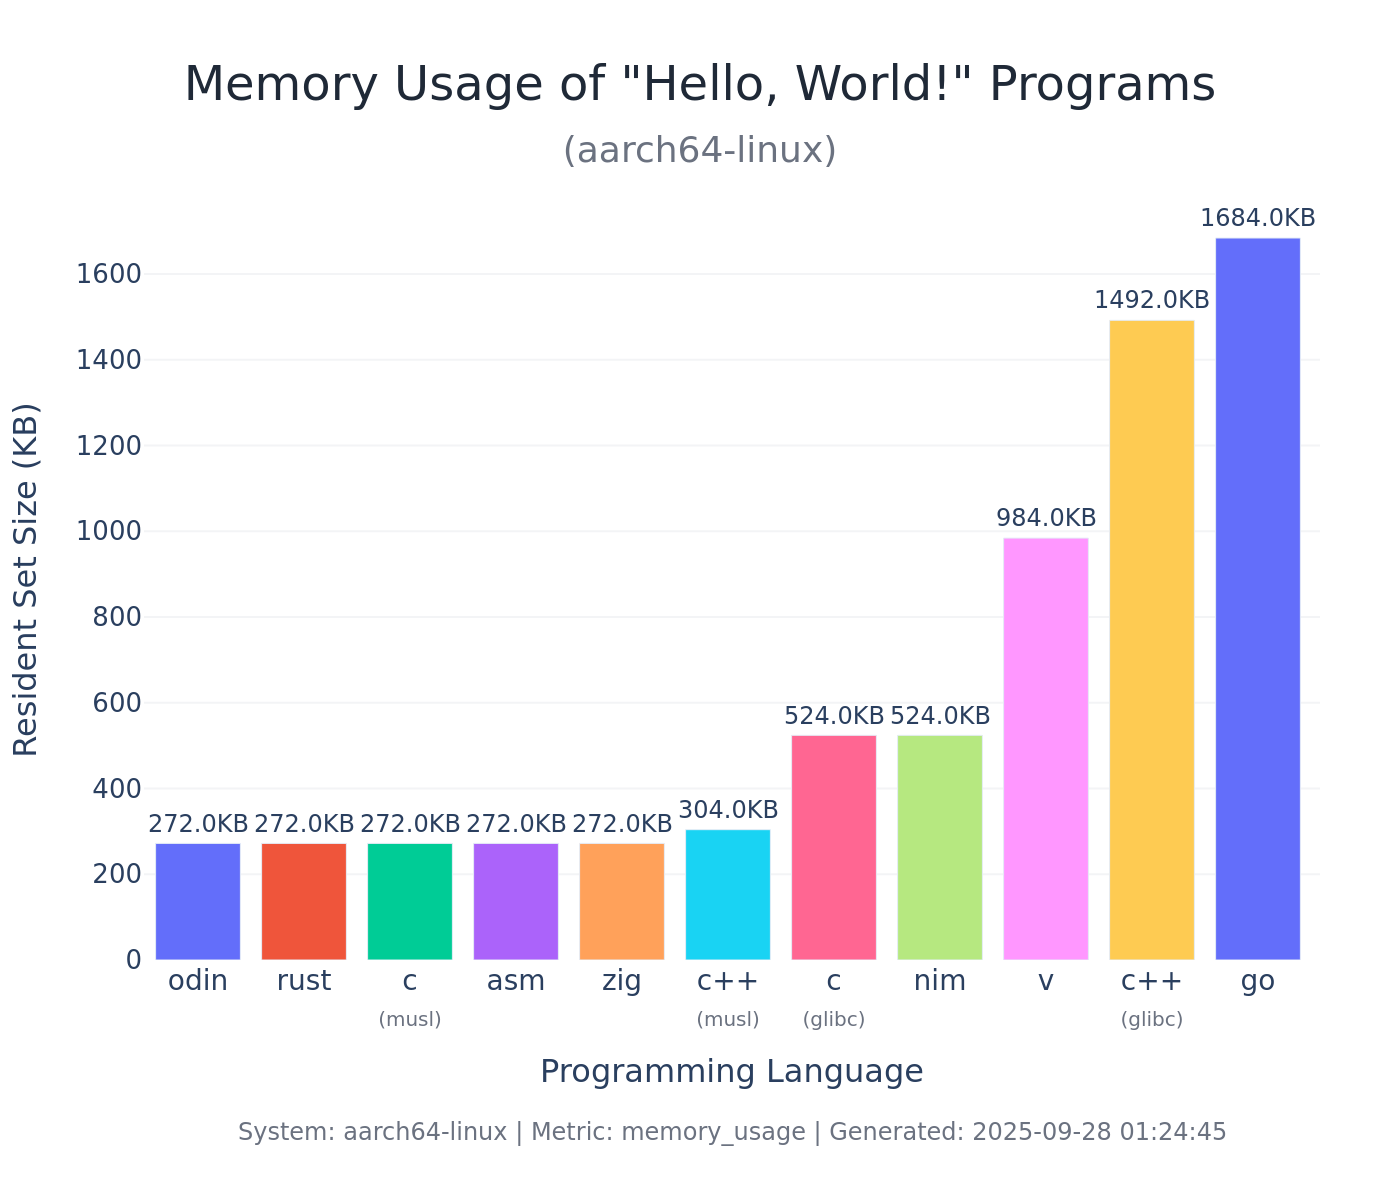 Memory Usage of "Hello, World!" Programs
(aarch64-linux)
Resident Set Size (KB)
1600
1400
1200
1000
800
600
400
200
0
272.0KB 272.0KB 272.0KB 272.0KB 272.0KB 304.0KB 524.0KB 524.0KB 984.0KB 1492.0KB 1684.0KB
odin rust c asm zig c++ c nim v c++ go
(musl) (musl) (glibc) (glibc)
Programming Language
System: aarch64-linux | Metric: memory_usage | Generated: 2025-09-28 01:24:45